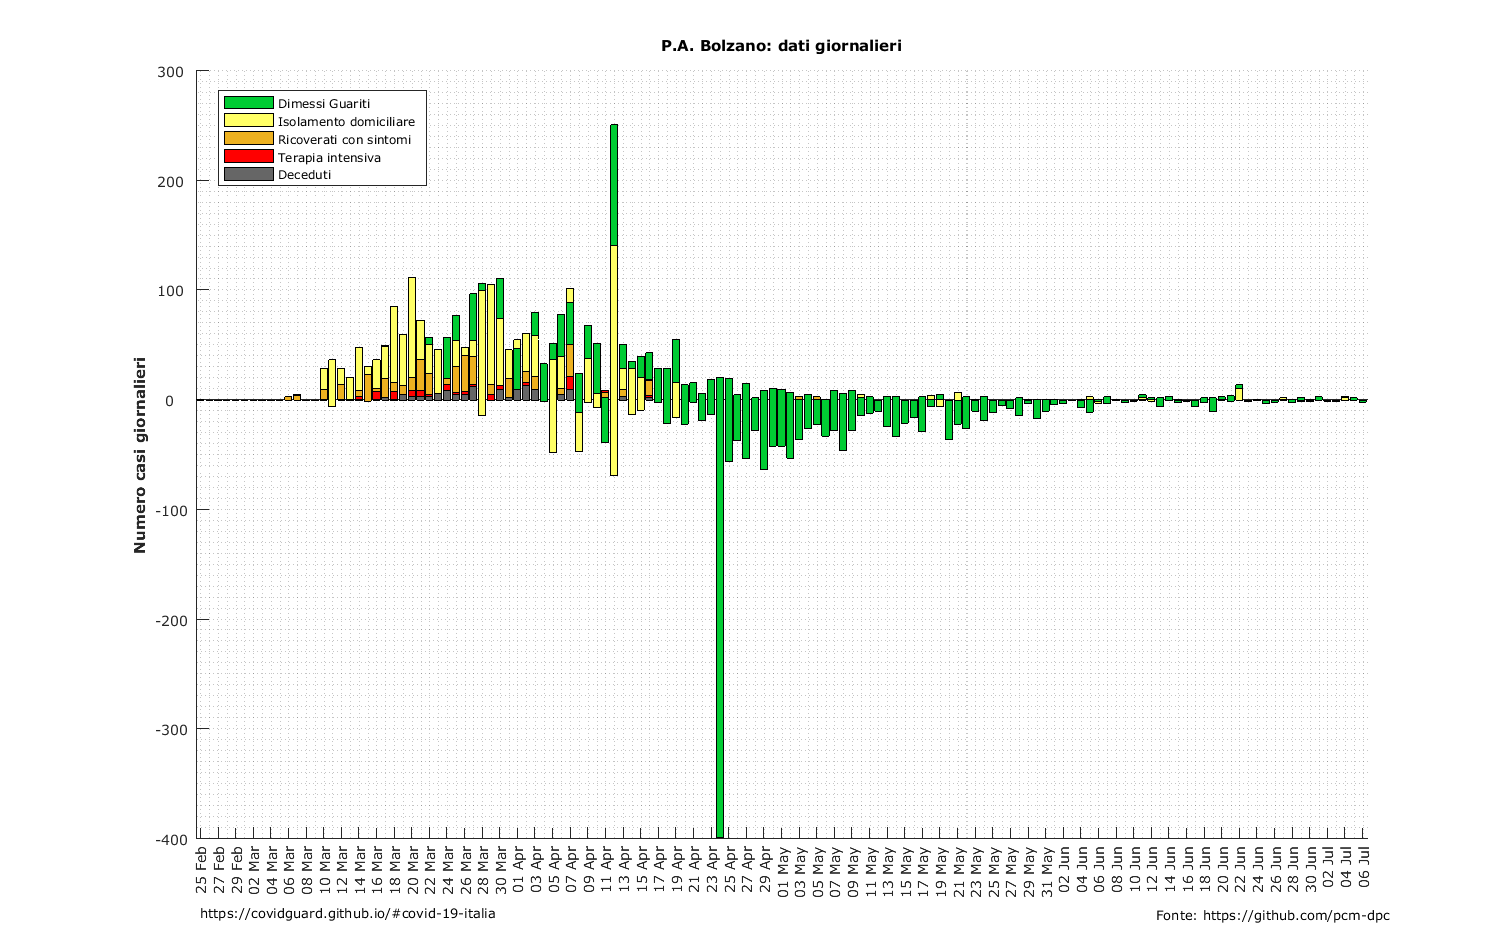 P.A. Bolzano: dati giornalieri
300
200
100
0
-100
-200
-300
-400
Numero casi giornalieri
Dimessi Guariti
Isolamento domiciliare
Ricoverati con sintomi
Terapia intensiva
Deceduti
25 Feb
27 Feb
29 Feb
02 Mar
04 Mar
06 Mar
08 Mar
10 Mar
12 Mar
14 Mar
16 Mar
18 Mar
20 Mar
22 Mar
24 Mar
26 Mar
28 Mar
30 Mar
01 Apr
03 Apr
05 Apr
07 Apr
09 Apr
11 Apr
13 Apr
15 Apr
17 Apr
19 Apr
21 Apr
23 Apr
25 Apr
27 Apr
29 Apr
01 May
03 May
05 May
07 May
09 May
11 May
13 May
15 May
17 May
19 May
21 May
23 May
25 May
27 May
29 May
31 May
02 Jun
04 Jun
06 Jun
08 Jun
10 Jun
12 Jun
14 Jun
16 Jun
18 Jun
20 Jun
22 Jun
24 Jun
26 Jun
28 Jun
30 Jun
02 Jul
04 Jul
06 Jul
https://covidguard.github.io/#covid-19-italia
Fonte: https://github.com/pcm-dpc